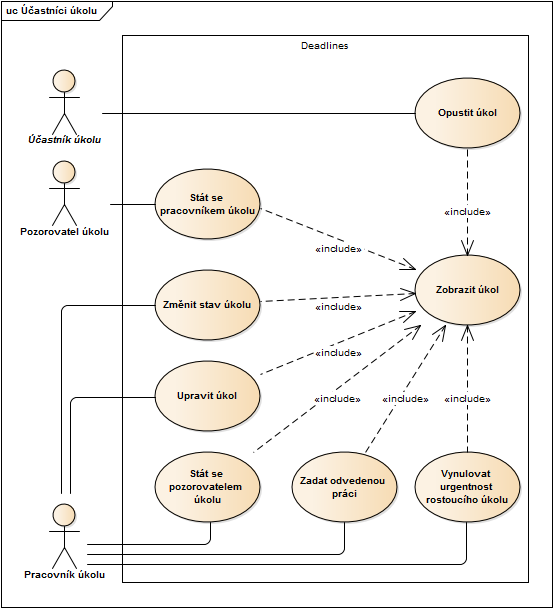 uc Účastníci úkolu
Deadlines
Účastník úkolu
Opustit úkol
Pozorovatel úkolu
Stát se
pracovníkem úkolu
«include»
«include»
Zobrazit úkol
Změnit stav úkolu
«include»
Upravit úkol
«include»
«include»
«include»
«include»
Stát se
pozorovatelem
úkolu
Zadat odvedenou
práci
Vynulovat
urgentnost
rostoucího úkolu
Pracovník úkolu